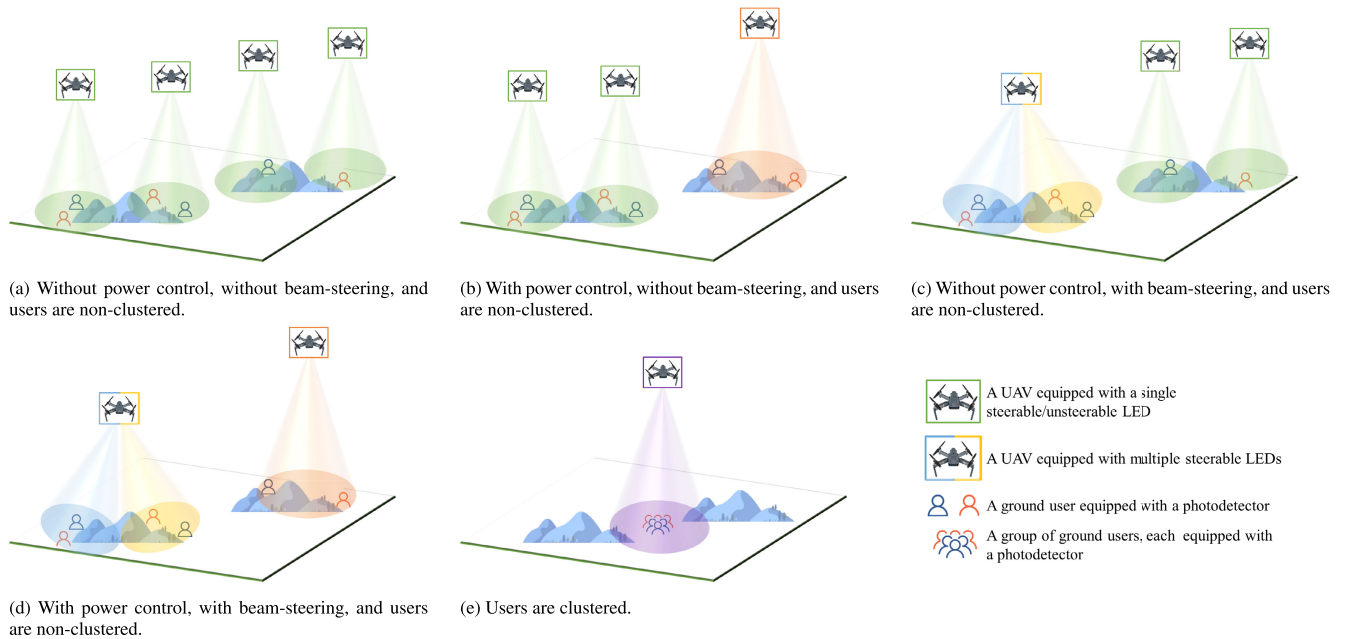 (a) Without power control, without beam-steering, and
users are non-clustered.
(b) With power control, without beam-steering, and users
are non-clustered.
(c) Without power control, with beam-steering, and users
are non-clustered.
(d) With power control, with beam-steering, and users
are non-clustered.
(e) Users are clustered.
A UAV equipped with a single
steerable/unsteerable LED
A UAV equipped with multiple steerable LEDs
A ground user equipped with a photodetector
A group of ground users, each equipped with
a photodetector